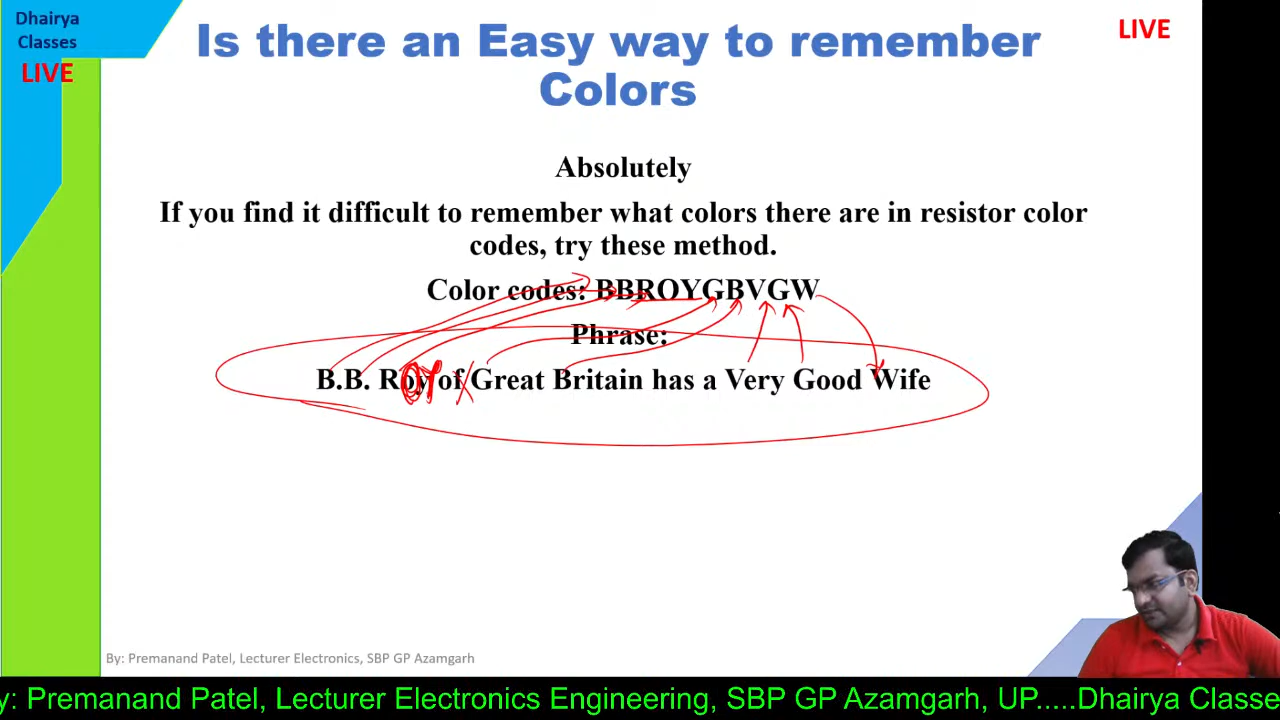 Dhairya
Classes
LIVE
Is there an Easy way to remember
Colors
LIVE
Absolutely
If you find it difficult to remember what colors there are in resistor color
codes, try these method.
Color codes: BBROYGBVGW
Phrase:
B.B. Roy of Great Britain has a Very Good Wife
By: Premanand Patel, Lecturer Electronics, SBP GP Azamgarh
y: Premanand Patel, Lecturer Electronics Engineering, SBP GP Azamgarh, UP.....Dhairya Classe